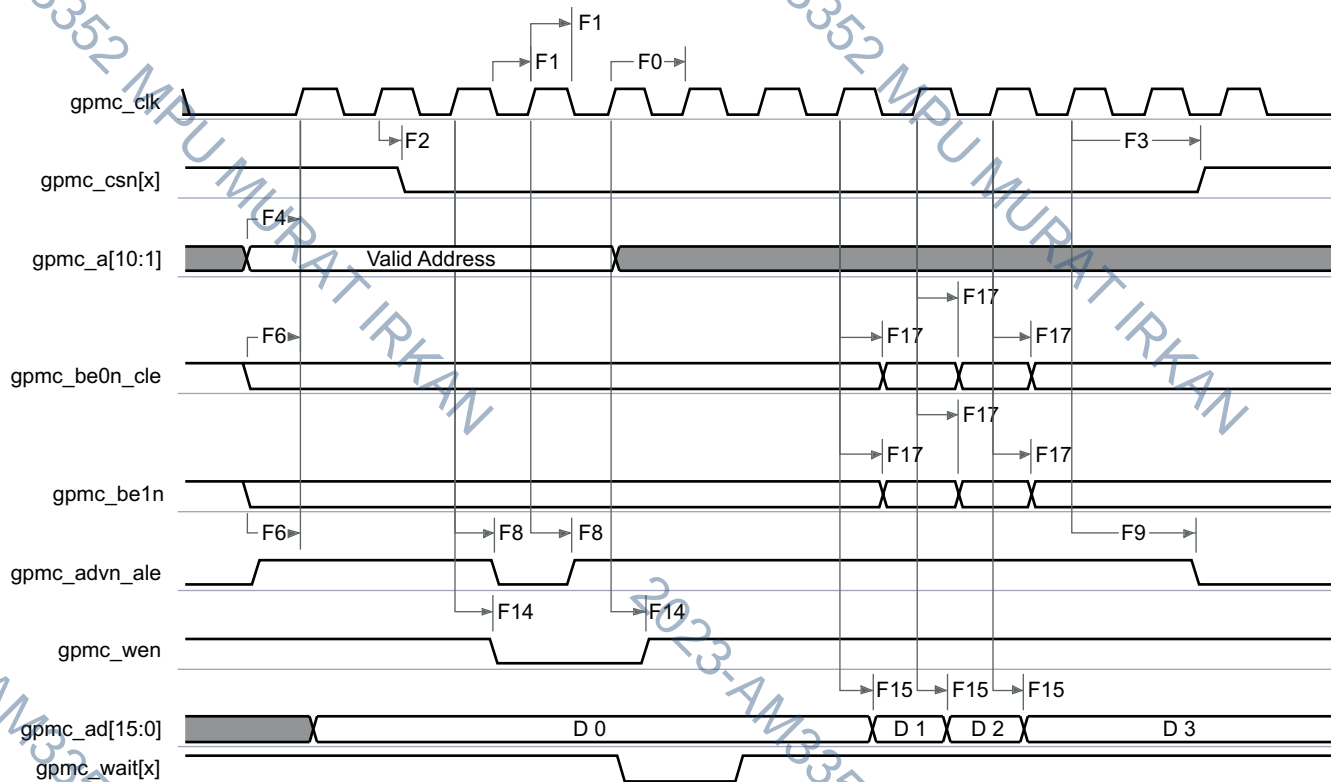 F1
F1
F0
gpmc_clk
F2
F3
gpmc_csn[x]
F4
gpmc_a[10:1]
Valid Address
F17
F6
F17
F17
gpmc_be0n_cle
F17
F17
F17
gpmc_be1n
F6
F8
F8
F9
gpmc_advn_ale
F14
F14
gpmc_wen
F15
F15
F15
gpmc_ad[15:0]
D 0
D 1
D 2
D 3
gpmc_wait[x]
3352 MPU MURAT IRKAN
3352 MPU MURAT IRKAN
2023-AM335
AM335